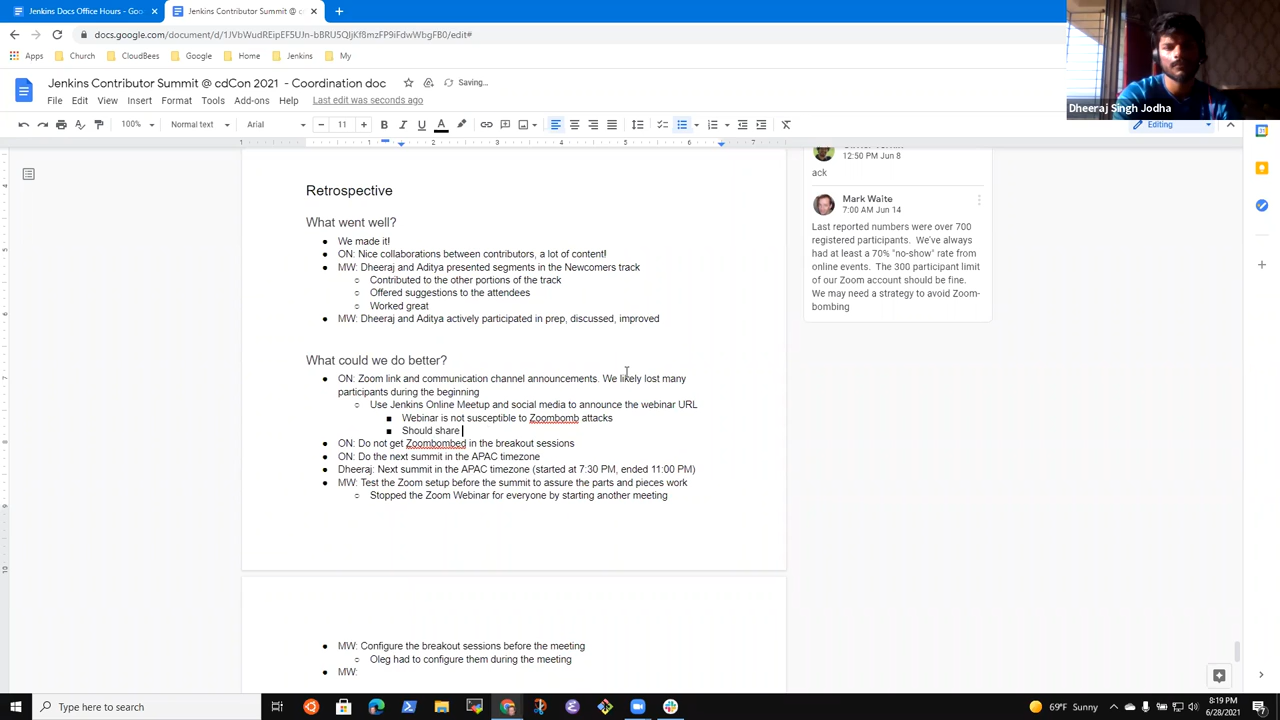 Jenkins Docs Office Hours - Goo
Jenkins Contributor Summit @ cd
docs.google.com/document/d/
Apps
Church
CloudBees
Google
Home
Jenkins
My
Dheeraj Singh Jodha
Jenkins Contributor Summit @ cdCon 2021 - Coordination doc
Saving...
File Edit View Insert Format Tools Add-ons Help Last edit was seconds ago
100% Normal text Arial 11 B I U A Editing
1 1 2 3 4 5 6 7
12:50 PM Jun 8
ack
Mark Waite
7:00 AM Jun 14
Last reported numbers were over 700
registered participants. We've always
had at least a 70% "no-show" rate from
online events. The 300 participant limit
of our Zoom account should be fine.
We may need a strategy to avoid Zoom-
bombing
Retrospective
What went well?
● We made it!
● ON: Nice collaborations between contributors, a lot of content!
● MW: Dheeraj and Aditya presented segments in the Newcomers track
○ Contributed to the other portions of the track
○ Offered suggestions to the attendees
○ Worked great
● MW: Dheeraj and Aditya actively participated in prep, discussed, improved
What could we do better?
● ON: Zoom link and communication channel announcements. We likely lost many
participants during the beginning
○ Use Jenkins Online Meetup and social media to announce the webinar URL
■ Webinar is not susceptible to Zoombomb attacks
■ Should share
● ON: Do not get Zoombombed in the breakout sessions
● ON: Do the next summit in the APAC timezone
● Dheeraj: Next summit in the APAC timezone (started at 7:30 PM, ended 11:00 PM)
● MW: Test the Zoom setup before the summit to assure the parts and pieces work
○ Stopped the Zoom Webinar for everyone by starting another meeting
● MW: Configure the breakout sessions before the meeting
○ Oleg had to configure them during the meeting
● MW:
Type here to search
69°F Sunny
8:19 PM
6/28/2021